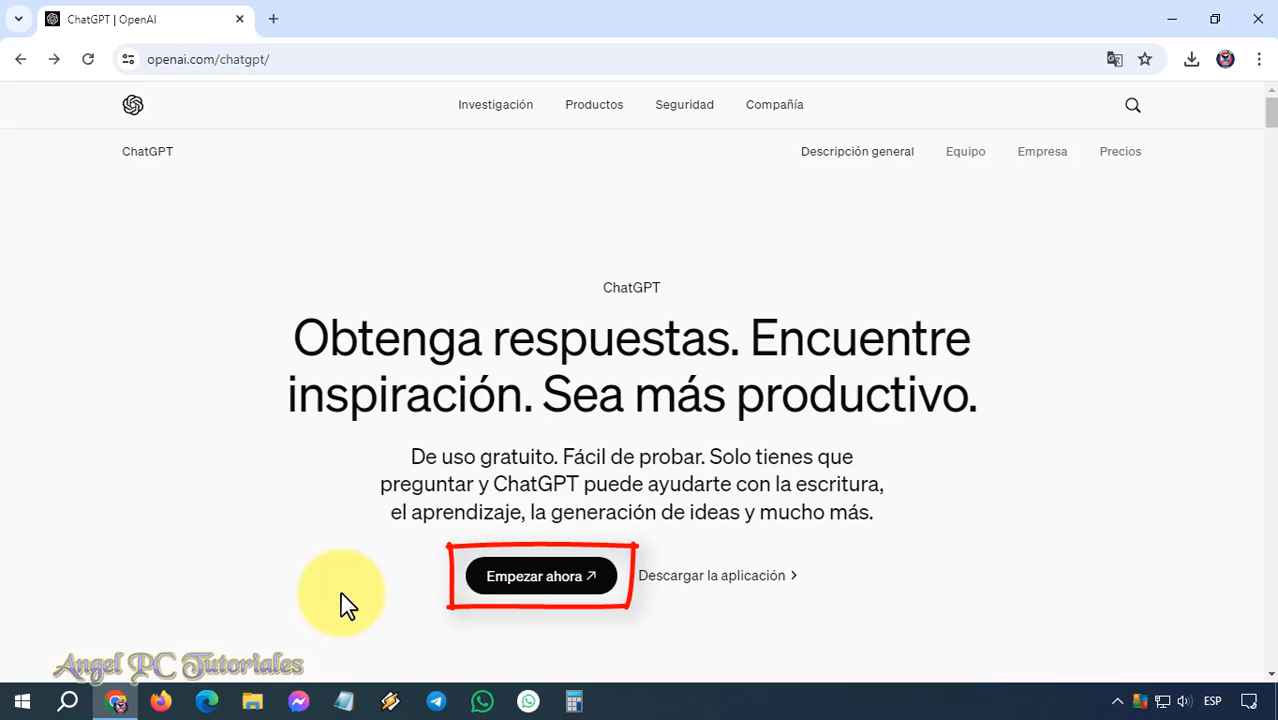 ChatGPT | OpenAI
openai.com/chatgpt/
Investigación Productos Seguridad Compañía
ChatGPT Descripción general Equipo Empresa Precios
ChatGPT
Obtenga respuestas. Encuentre
inspiración. Sea más productivo.
De uso gratuito. Fácil de probar. Solo tienes que
preguntar y ChatGPT puede ayudarte con la escritura,
el aprendizaje, la generación de ideas y mucho más.
Empezar ahora Descargar la aplicación
Angel PC Tutoriales
ESP